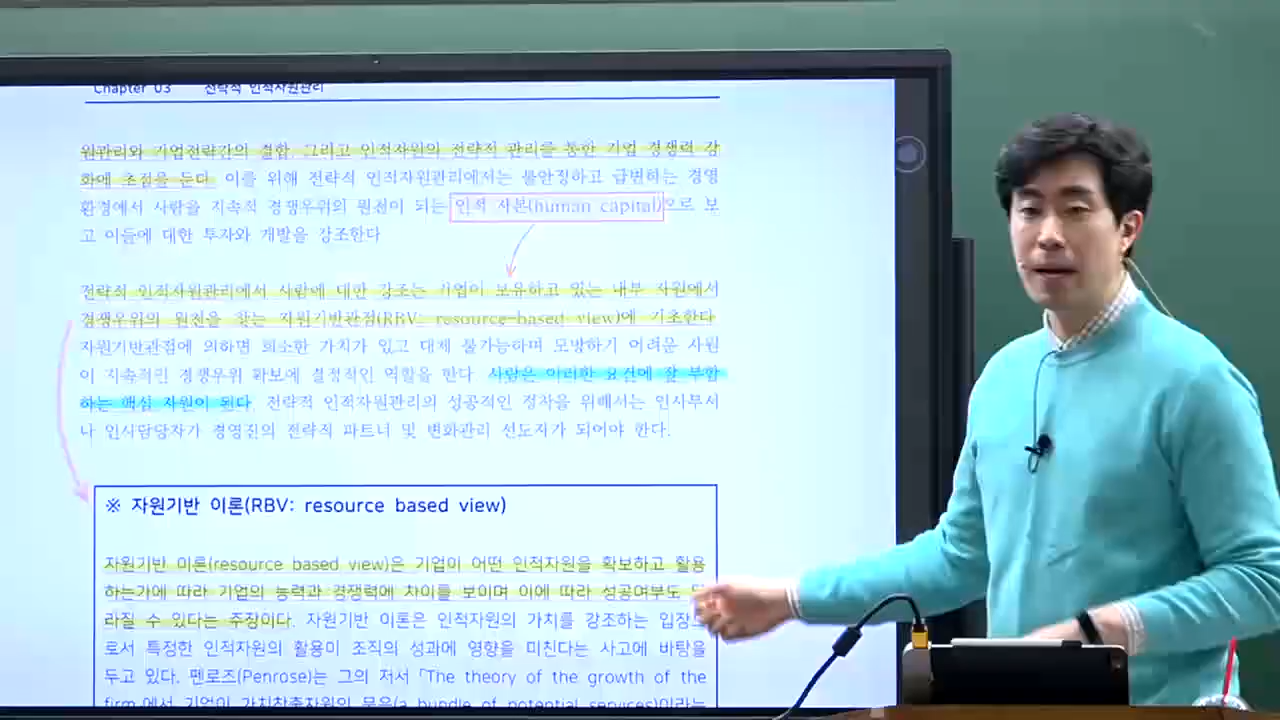 Chapter 03 전략적 인적자원관리
원관리와 기업전략간의 결합, 그리고 인적자원의 전략적 관리를 통한 기업 경쟁력 강
화에 초점을 둔다. 이를 위해 전략적 인적자원관리에서는 불안정하고 급변하는 경영
환경에서 사람을 지속적 경쟁우위의 원천이 되는 인적 자본(human capital)으로 보
고 이들에 대한 투자와 개발을 강조한다
전략적 인적자원관리에서 사람에 대한 강조는 기업이 보유하고 있는 내부 자원에서
경쟁우위의 원천을 찾는 자원기반관점(RBV: resource-based view)에 기초한다
자원기반관점에 의하면 희소한 가치가 있고 대체 불가능하며 모방하기 어려운 자원
이 지속적인 경쟁우위 확보에 결정적인 역할을 한다 사람은 이러한 요건에 잘 부합
하는 핵심 자원이 된다. 전략적 인적자원관리의 성공적인 정착을 위해서는 인사부서
나 인사담당자가 경영진의 전략적 파트너 및 변화관리 선도자가 되어야 한다.
※ 자원기반 이론(RBV: resource based view)
자원기반 이론(resource based view)은 기업이 어떤 인적자원을 확보하고 활용
하는가에 따라 기업의 능력과 경쟁력에 차이를 보이며 이에 따라 성공여부도
라질 수 있다는 주장이다. 자원기반 이론은 인적자원의 가치를 강조하는 입장으
로서 특정한 인적자원의 활용이 조직의 성과에 영향을 미친다는 사고에 바탕을
두고 있다. 펜로즈(Penrose)는 그의 저서 「The theory of the growth of the
firm 에서 기업이 가치창출자원의 묶음(a bundle of potential services)이라는